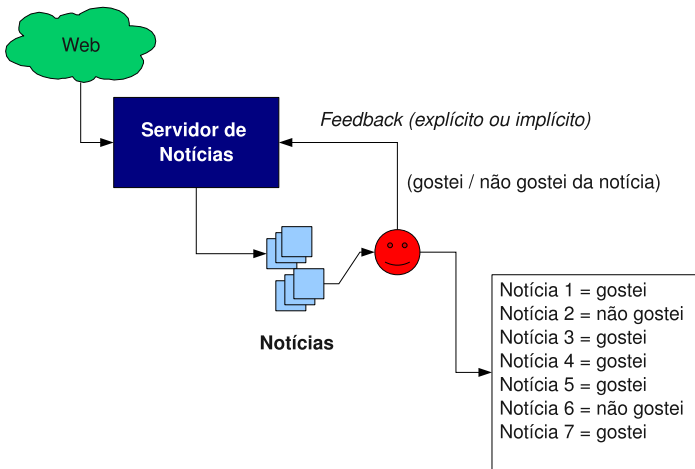 Web
Servidor de
Notícias
Feedback (explícito ou implícito)
(gostei / não gostei da notícia)
Notícias
Notícia 1 = gostei
Notícia 2 = não gostei
Notícia 3 = gostei
Notícia 4 = gostei
Notícia 5 = gostei
Notícia 6 = não gostei
Notícia 7 = gostei